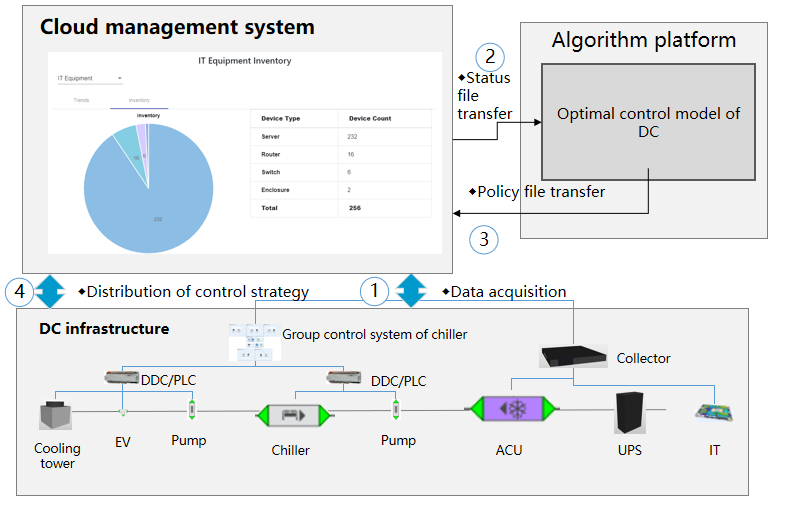 Cloud management system
IT Equipment Inventory
IT Equipment
Trends
Inventory
Inventory
232
16
6
Device Type Device Count
Server 232
Router 16
Switch 6
Enclosure 2
Total 256
2
◆Status
file
transfer
Algorithm platform
Optimal control model of
DC
◆Policy file transfer
3
4
◆Distribution of control strategy
1
◆Data acquisition
DC infrastructure
Group control system of chiller
Collector
DDC/PLC
DDC/PLC
Cooling
tower
EV
Pump
Chiller
Pump
ACU
UPS
IT